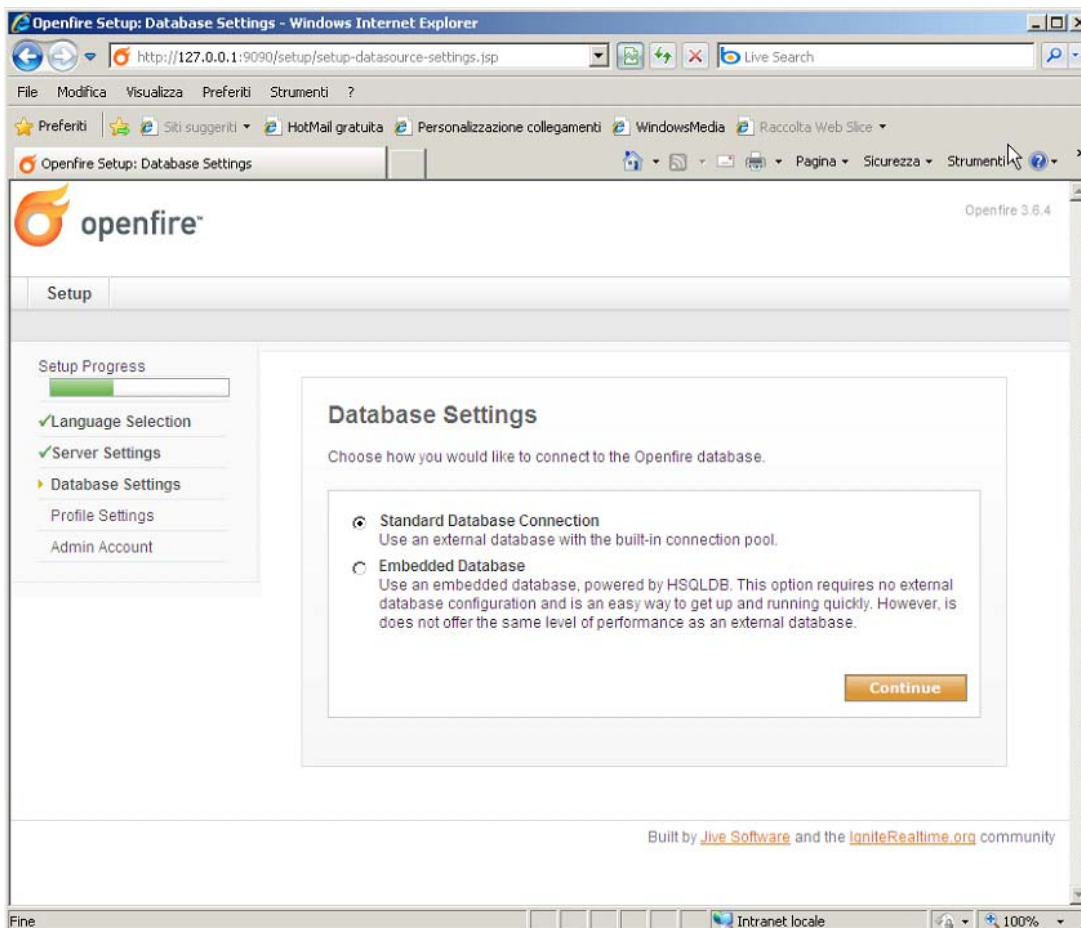 Openfire Setup: Database Settings - Windows Internet Explorer
http://127.0.0.1:9090/setup/setup-datasource-settings.jsp
Live Search
File Modifica Visualizza Preferiti Strumenti ?
Preferiti Siti suggeriti HotMail gratuita Personalizzazione collegamenti WindowsMedia Raccolta Web Slice
Openfire Setup: Database Settings
Pagina Sicurezza Strumenti
openfire™
Openfire 3.6.4
Setup
Setup Progress
Language Selection
Server Settings
Database Settings
Profile Settings
Admin Account
Database Settings
Choose how you would like to connect to the Openfire database.
Standard Database Connection
Use an external database with the built-in connection pool.
Embedded Database
Use an embedded database, powered by HSQLDB. This option requires no external
database configuration and is an easy way to get up and running quickly. However, is
does not offer the same level of performance as an external database.
Continue
Built by Jive Software and the IgniteRealtime.org community
Fine
Intranet locale
100%